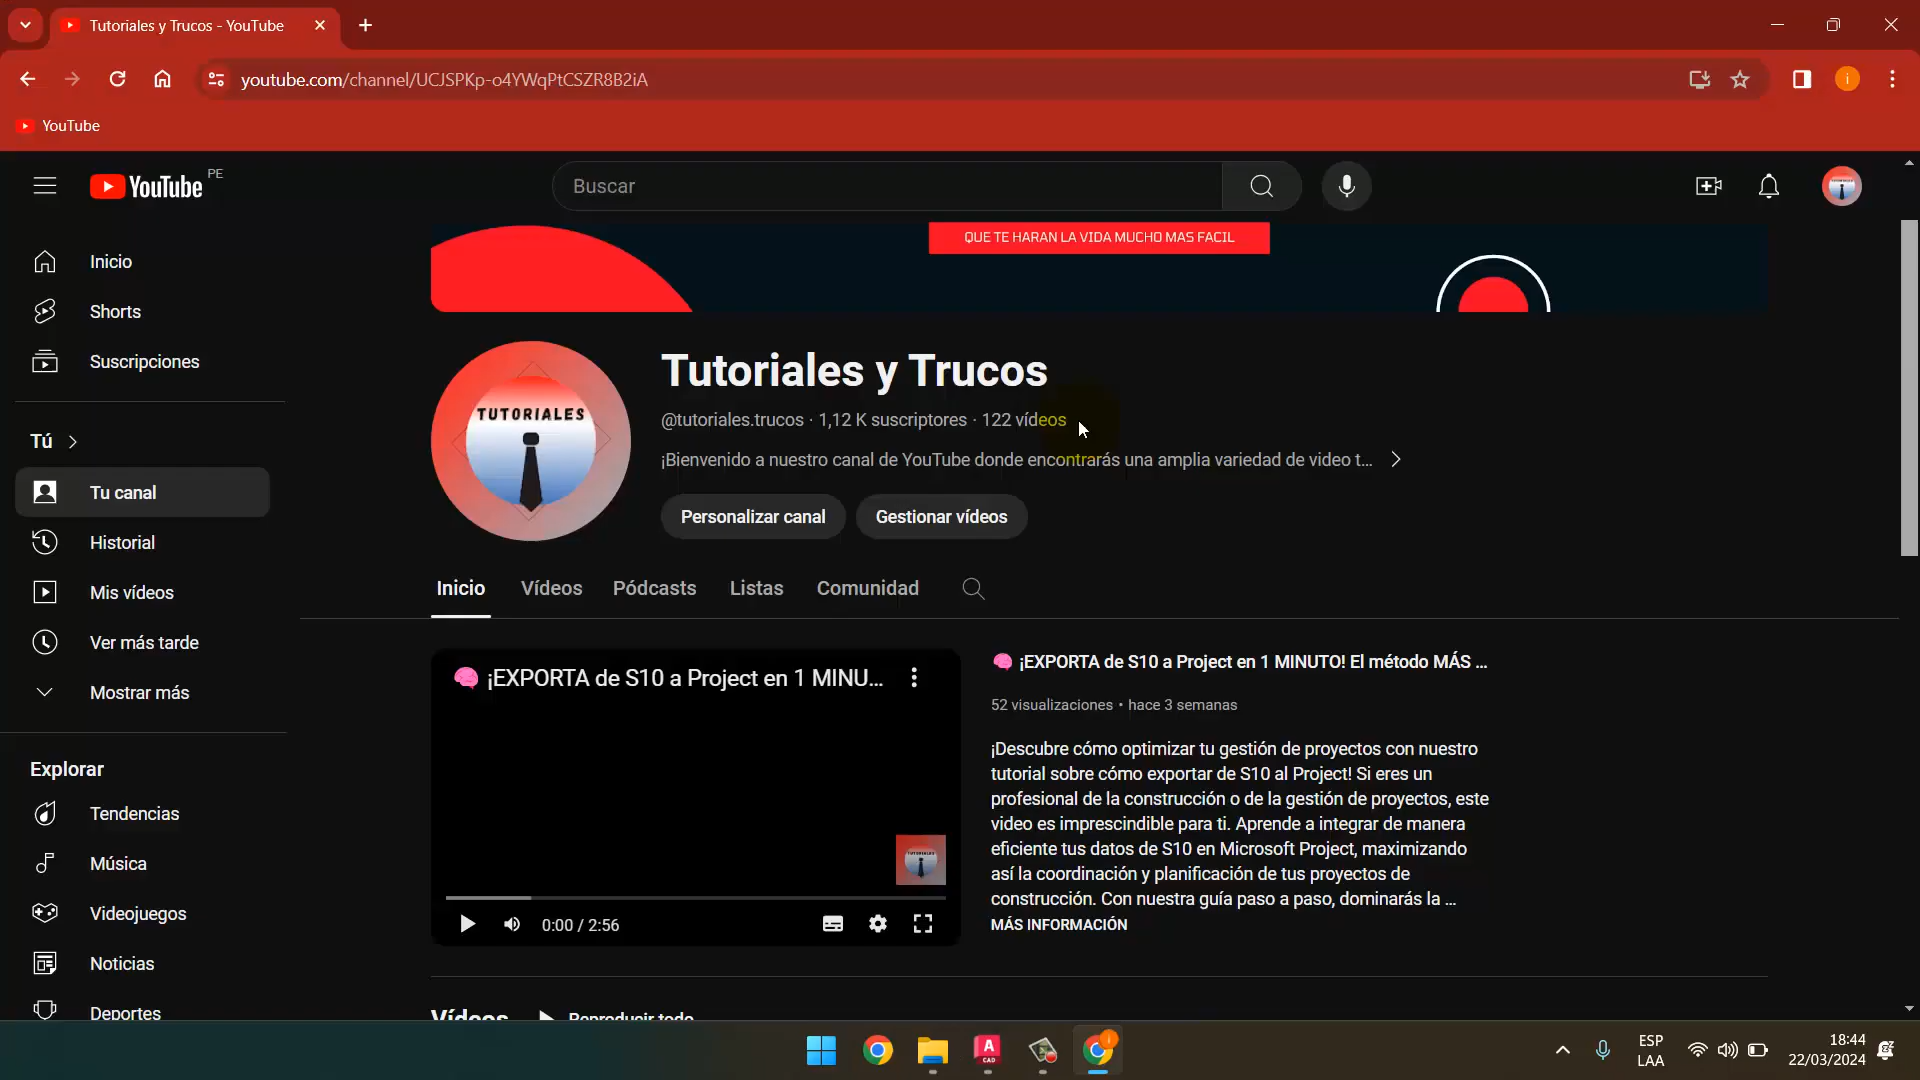 Tutoriales y Trucos - YouTube
youtube.com/channel/UCJSPKp-o4YWqPtCSZR8B2iA
i
YouTube
YouTube PE
Buscar
Inicio
Shorts
Suscripciones
Tú
Tu canal
Historial
Mis vídeos
Ver más tarde
Mostrar más
Explorar
Tendencias
Música
Videojuegos
Noticias
Deportes
QUE TE HARAN LA VIDA MUCHO MAS FACIL
TUTORIALES
Tutoriales y Trucos
@tutoriales.trucos · 1,12 K suscriptores · 122 vídeos
¡Bienvenido a nuestro canal de YouTube donde encontrarás una amplia variedad de video t...
Personalizar canal
Gestionar vídeos
Inicio
Vídeos
Pódcasts
Listas
Comunidad
🧠 ¡EXPORTA de S10 a Project en 1 MINU...
TUTORIALES
0:00 / 2:56
🧠 ¡EXPORTA de S10 a Project en 1 MINUTO! El método MÁS ...
52 visualizaciones • hace 3 semanas
¡Descubre cómo optimizar tu gestión de proyectos con nuestro
tutorial sobre cómo exportar de S10 al Project! Si eres un
profesional de la construcción o de la gestión de proyectos, este
video es imprescindible para ti. Aprende a integrar de manera
eficiente tus datos de S10 en Microsoft Project, maximizando
así la coordinación y planificación de tus proyectos de
construcción. Con nuestra guía paso a paso, dominarás la ...
MÁS INFORMACIÓN
Vídeos
Reproducir todo
A CAD
i
ESP
LAA
18:44
22/03/2024